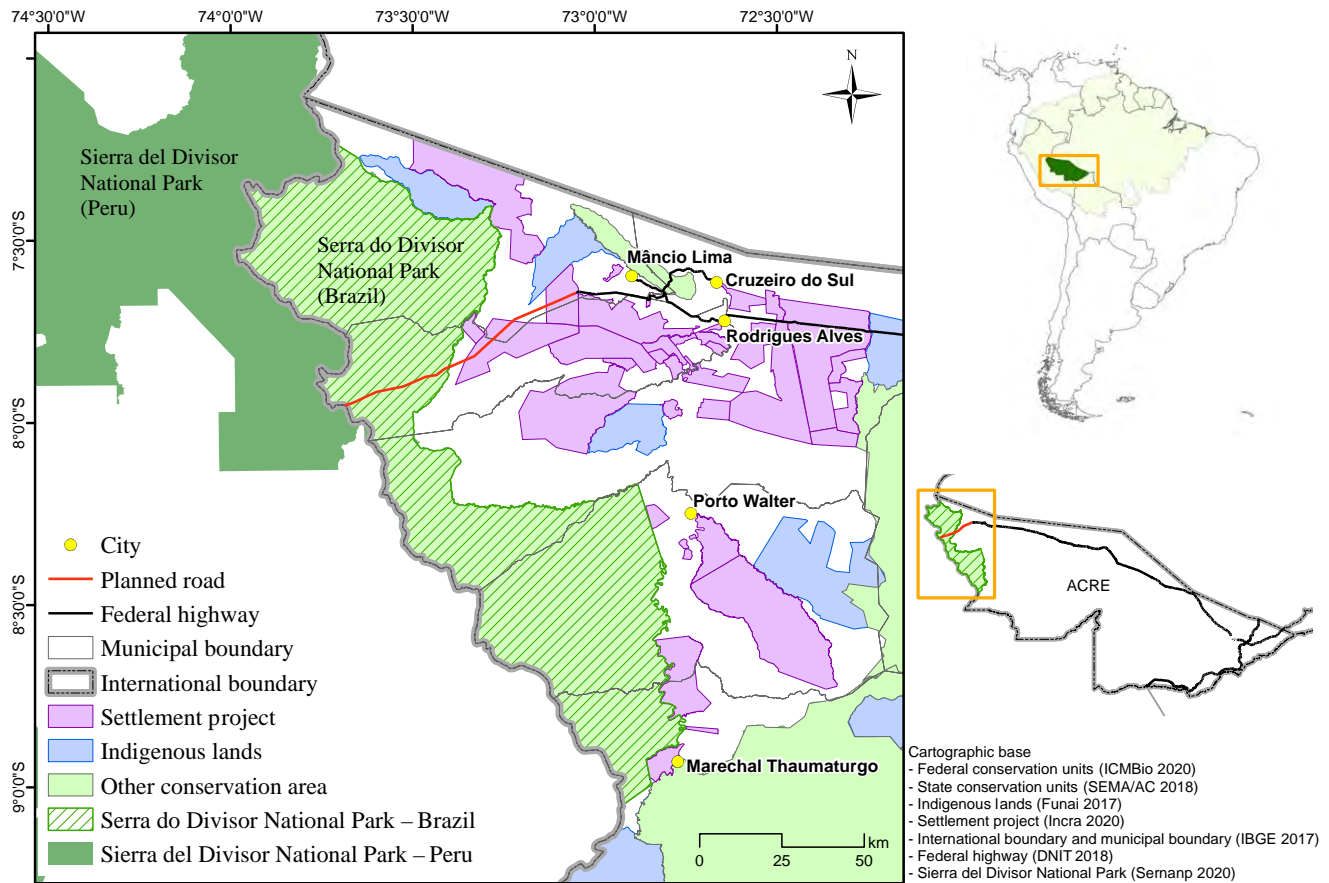 74°30'0"W
74°0'0"W
73°30'0"W
73°0'0"W
72°30'0"W
7°30'0"S
8°0'0"S
8°30'0"S
9°0'0"S
N
Sierra del Divisor
National Park
(Peru)
Serra do Divisor
National Park
(Brazil)
Mâncio Lima
Cruzeiro do Sul
Rodrigues Alves
Porto Walter
Marechal Thaumaturgo
City
Planned road
Federal highway
Municipal boundary
International boundary
Settlement project
Indigenous lands
Other conservation area
Serra do Divisor National Park – Brazil
Sierra del Divisor National Park – Peru
km
0 25 50
ACRE
Cartographic base
- Federal conservation units (ICMBio 2020)
- State conservation units (SEMA/AC 2018)
- Indigenous lands (Funai 2017)
- Settlement project (Incra 2020)
- International boundary and municipal boundary (IBGE 2017)
- Federal highway (DNIT 2018)
- Sierra del Divisor National Park (Sernanp 2020)